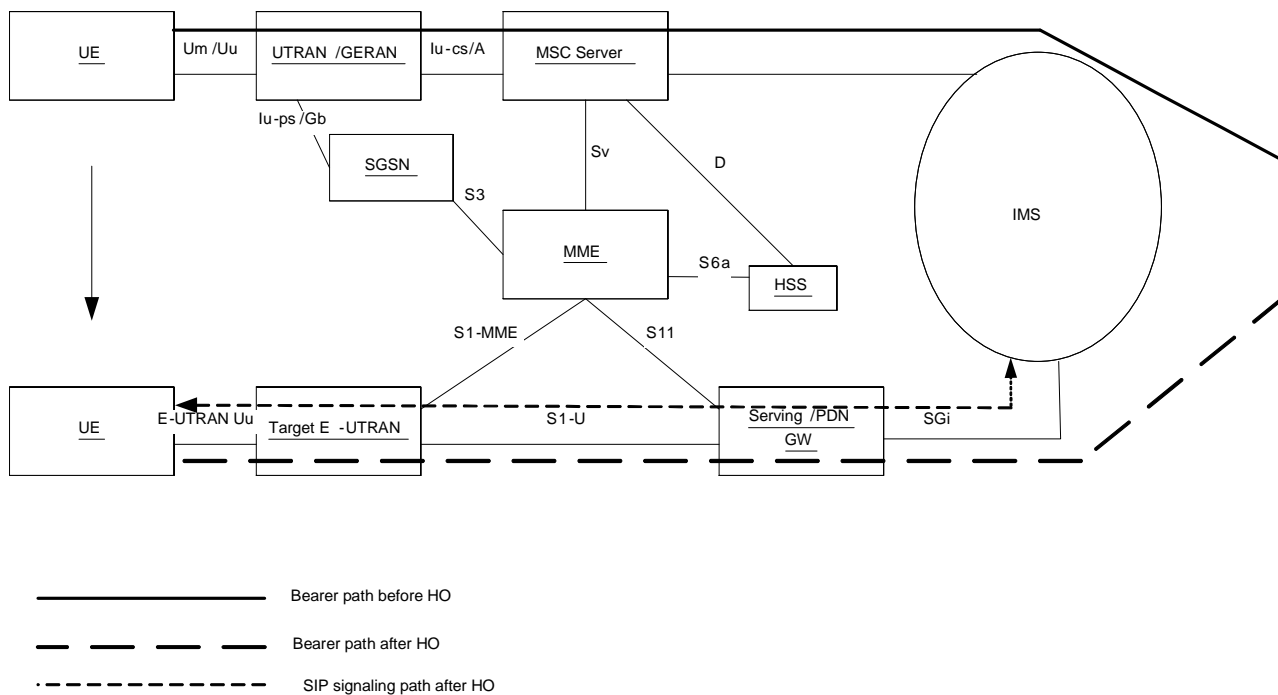 UE
Um /Uu
UTRAN /GERAN
Iu-cs/A
MSC Server
Iu-ps /Gb
SGSN
S3
Sv
D
IMS
MME
S6a
HSS
S1-MME
S11
UE
E-UTRAN Uu
Target E -UTRAN
S1-U
Serving /PDN
GW
SGi
Bearer path before HO
Bearer path after HO
SIP signaling path after HO